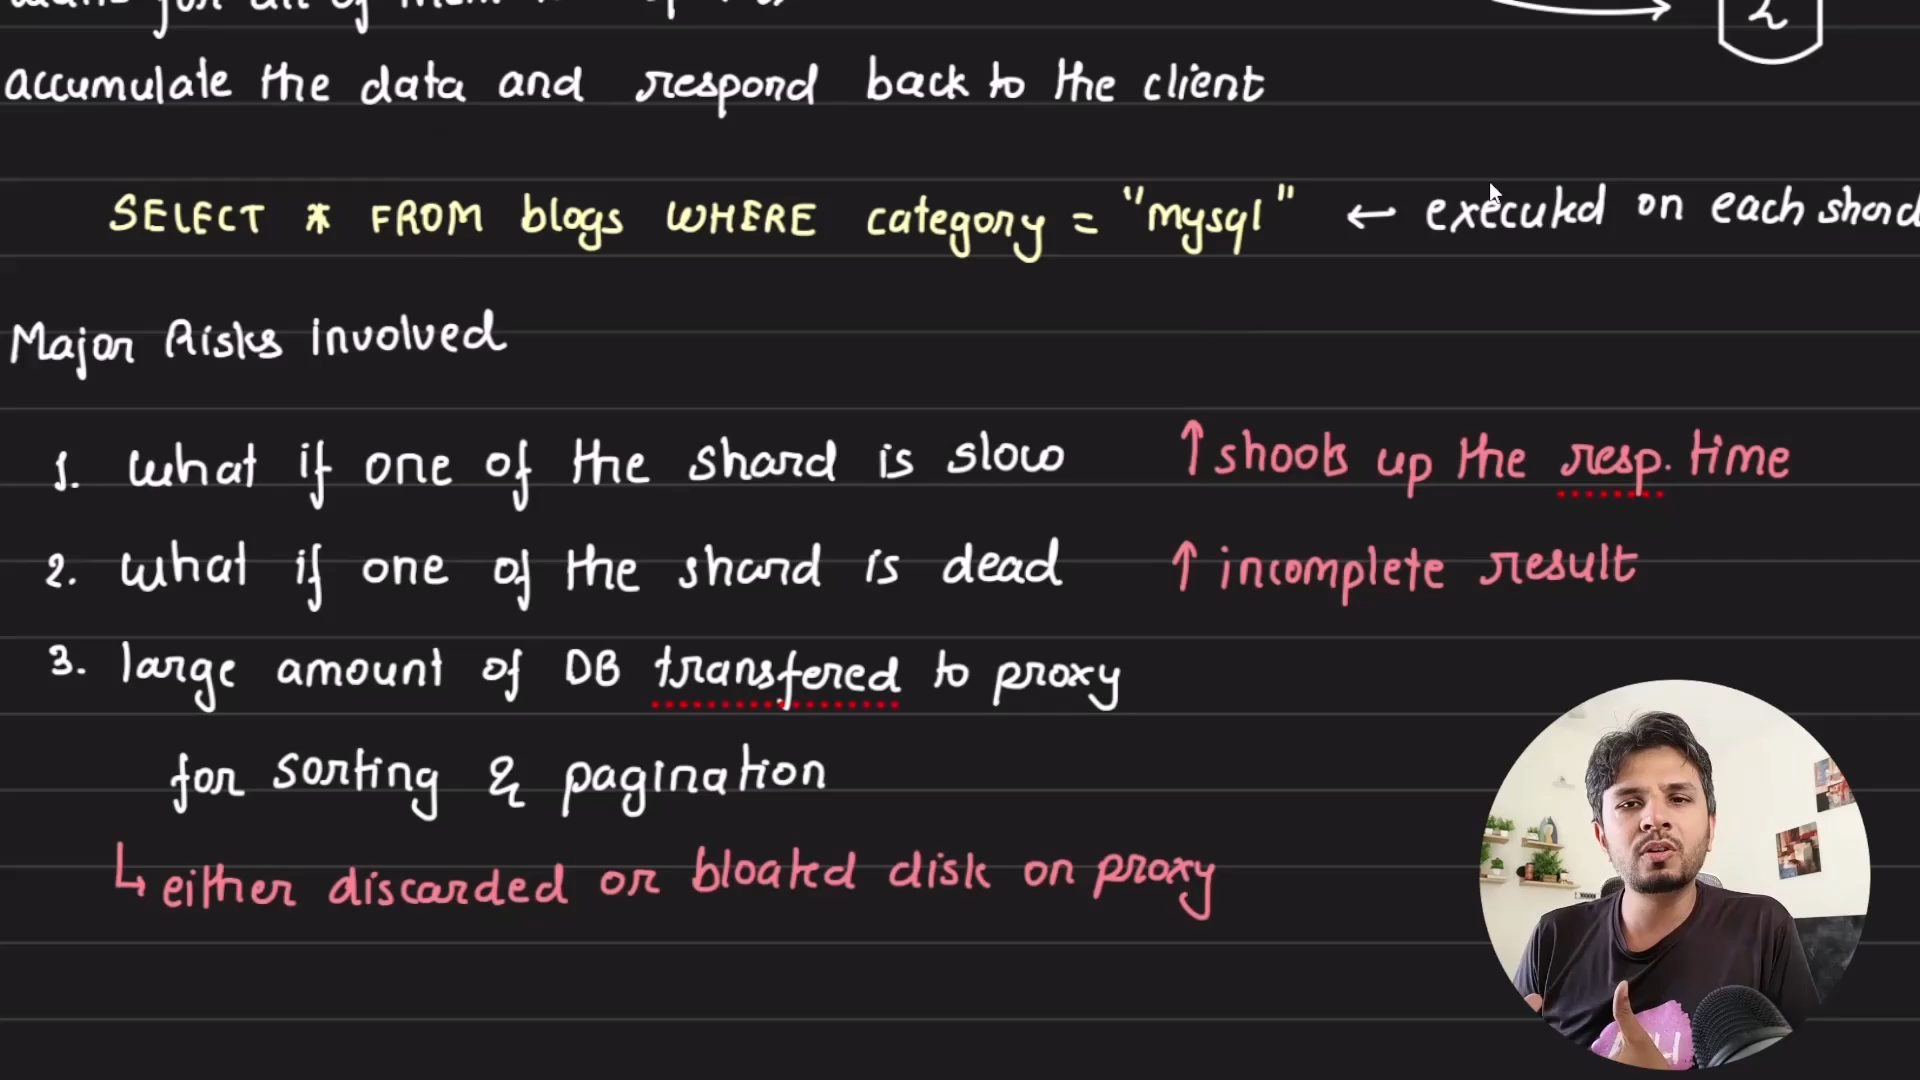 accumulate the data and respond back to the client
SELECT * FROM blogs WHERE category = "mysql" ← executed on each shard
Major Risks involved
1. What if one of the shard is slow ↑ shoots up the resp. time
2. What if one of the shard is dead ↑ incomplete result
3. large amount of DB transfered to proxy
for sorting & pagination
↳ either discarded or bloated disk on proxy